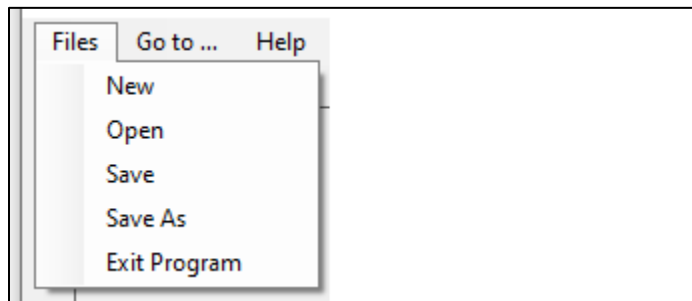 Files Go to ... Help
New
Open
Save
Save As
Exit Program